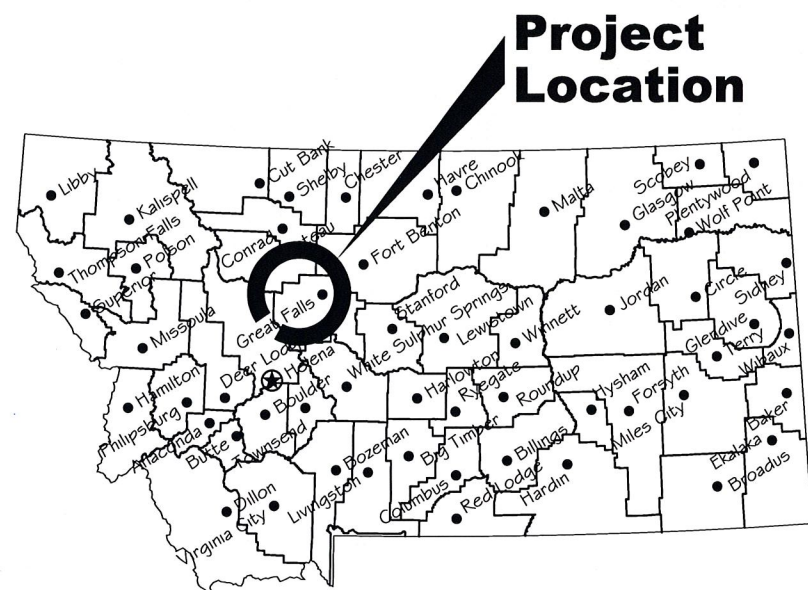 Project
Location
Libby
Kalispell
Cut Bank
Shelby
Chester
Havre
Chinook
Malta
Scobey
Glasgow
Plentywood
Wolf Point
Thompson Falls
Polson
Conrad
Fort Benton
Superior
Missoula
Great Falls
Stanford
Lewistown
Winnett
Jordan
Circle
Sidney
Glendive
Terry
Wibaux
Deer Lodge
Helena
White Sulphur Springs
Hamilton
Philipsburg
Anaconda
Butte
Boulder
Townsend
Harlowton
Ryegate
Roundup
Hysham
Forsyth
Miles City
Baker
Ekalaka
Broadus
Bozeman
Livingston
Big Timber
Columbus
Billings
Red Lodge
Hardin
Dillon
Virginia City